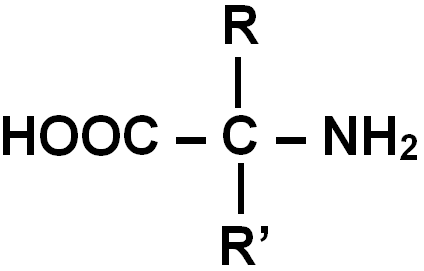 R
HOOC – C – NH₂
R’